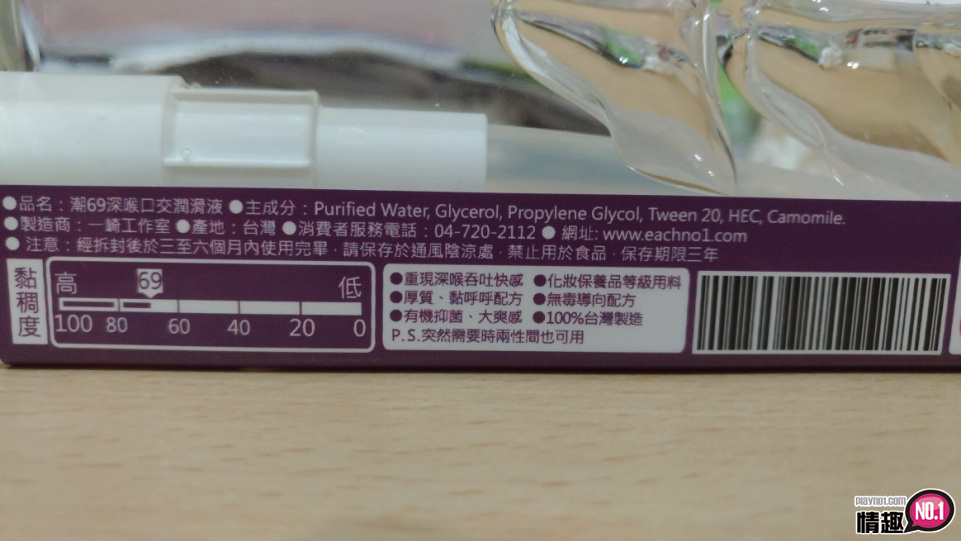 ●品名：潮69深喉口交潤滑液 ●主成分：Purified Water, Glycerol, Propylene Glycol, Tween 20, HEC, Camomile.
●製造商：一崎工作室 ●產地：台灣 ●消費者服務電話：04-720-2112 ● 網址: www.eachno1.com
● 注意：經拆封後於三至六個月內使用完畢，請保存於通風陰涼處，禁止用於食品，保存期限三年
黏稠度
高 69 低
100 80 60 40 20 0
●重現深喉吞吐快感 ●化妝保養品等級用料
●厚質、黏呼呼配方 ●無毒導向配方
●有機抑菌、大爽感 ●100%台灣製造
P.S.突然需要時兩性間也可用
playno1.com
情趣 NO.1